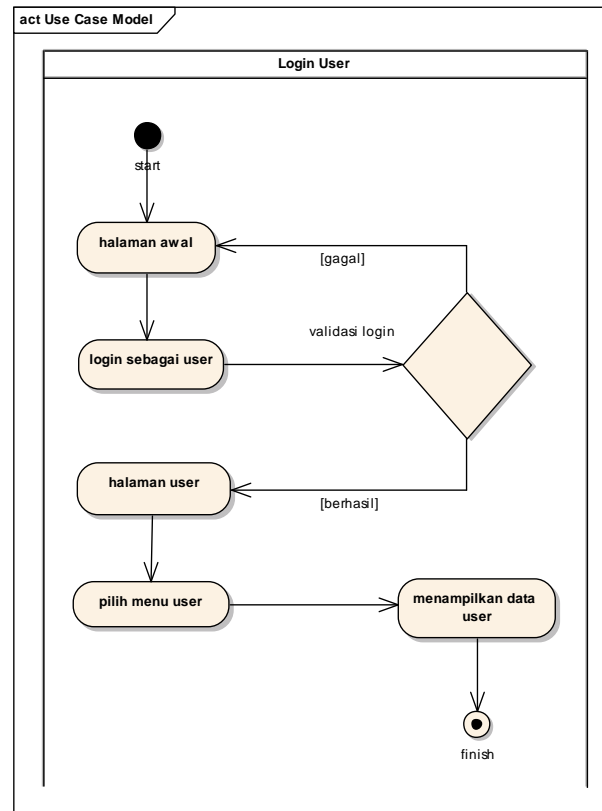 act Use Case Model
Login User
start
halaman awal
[gagal]
validasi login
login sebagai user
halaman user
[berhasil]
pilih menu user
menampilkan data
user
finish